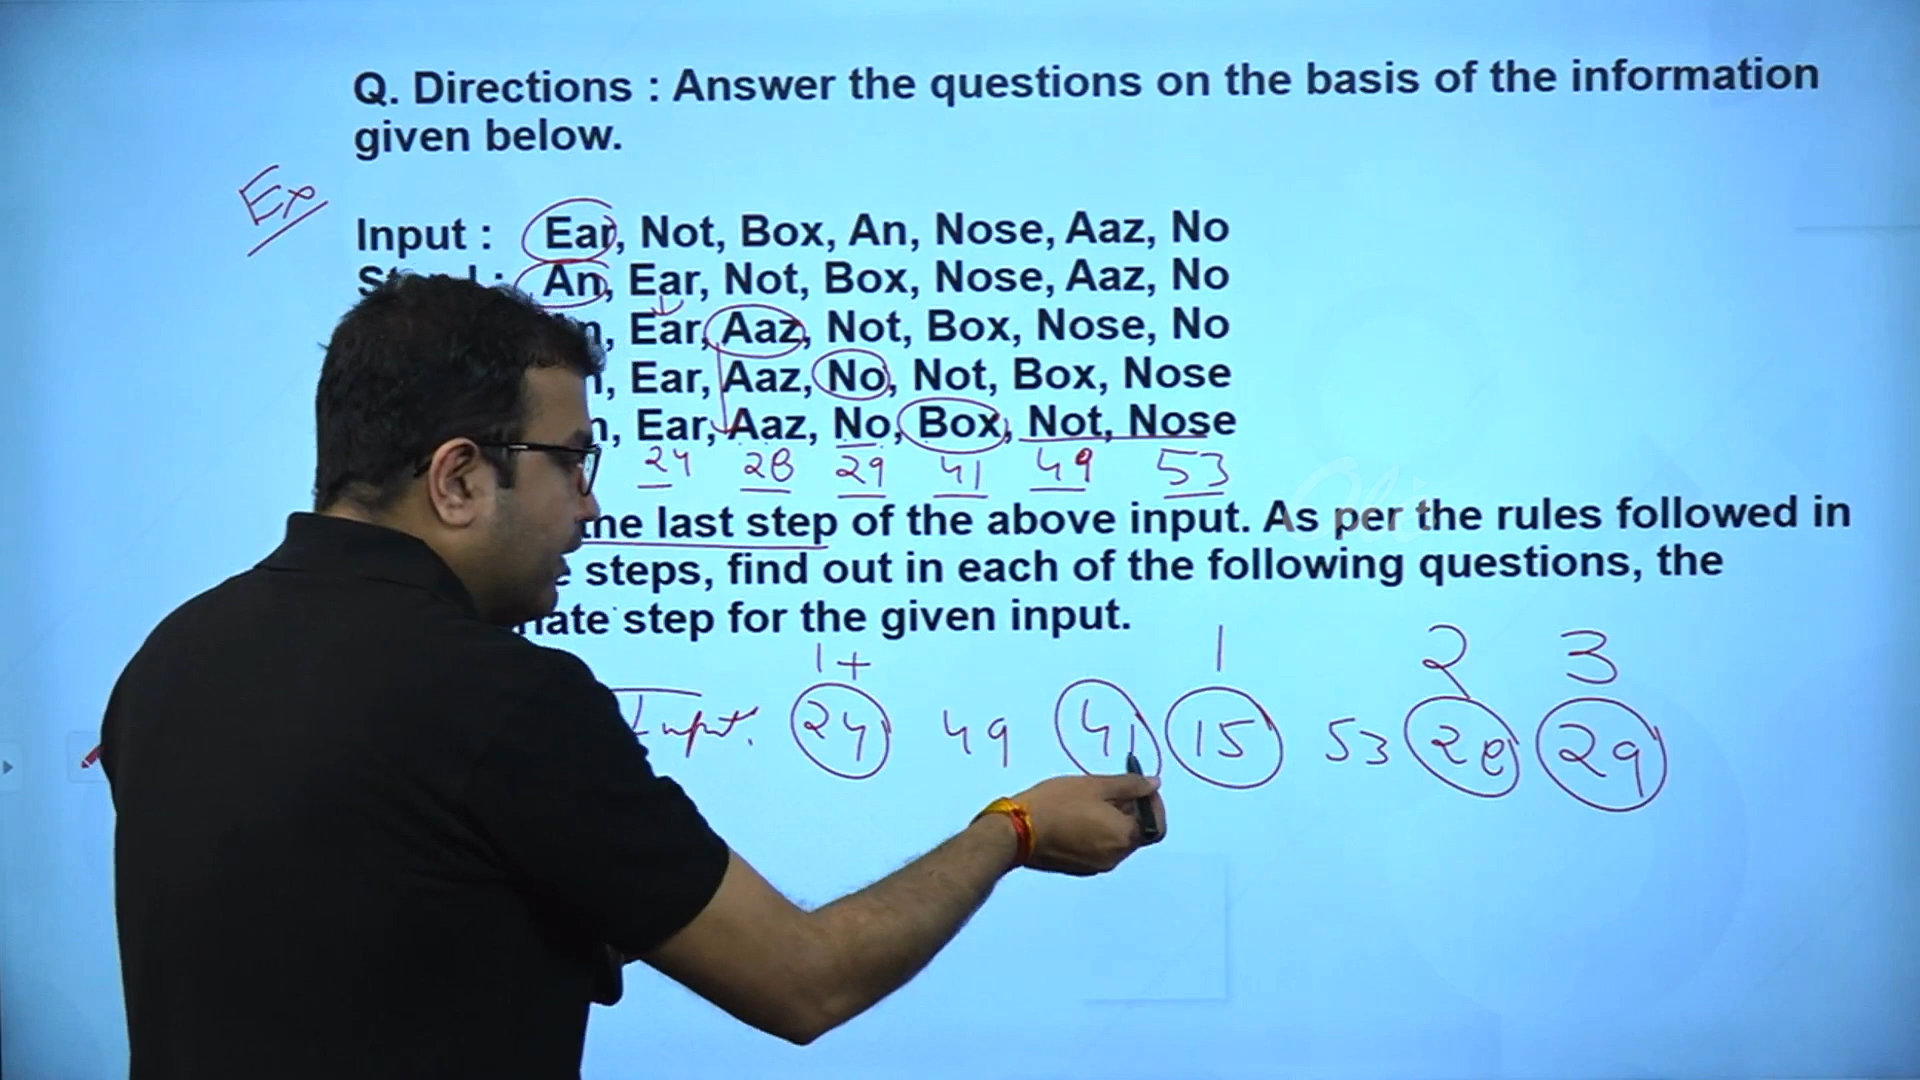 Q. Directions : Answer the questions on the basis of the information
given below.
Ex
Input : Ear, Not, Box, An, Nose, Aaz, No
An, Ear, Not, Box, Nose, Aaz, No
Ear, Aaz, Not, Box, Nose, No
Ear, Aaz, No, Not, Box, Nose
Ear, Aaz, No, Box, Not, Nose
24 28 29 41 49 53
the last step of the above input. As per the rules followed in
steps, find out in each of the following questions, the
step for the given input.
1+ 1 2 3
Input. 24 49 41 15 53 28 29